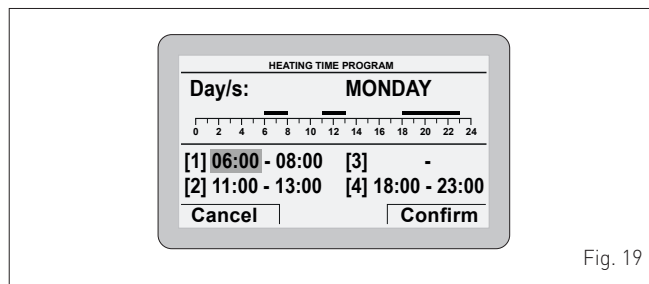 HEATING TIME PROGRAM
Day/s: MONDAY
0 2 4 6 8 10 12 14 16 18 20 22 24
[1] 06:00 - 08:00 [3] -
[2] 11:00 - 13:00 [4] 18:00 - 23:00
Cancel Confirm
Fig. 19